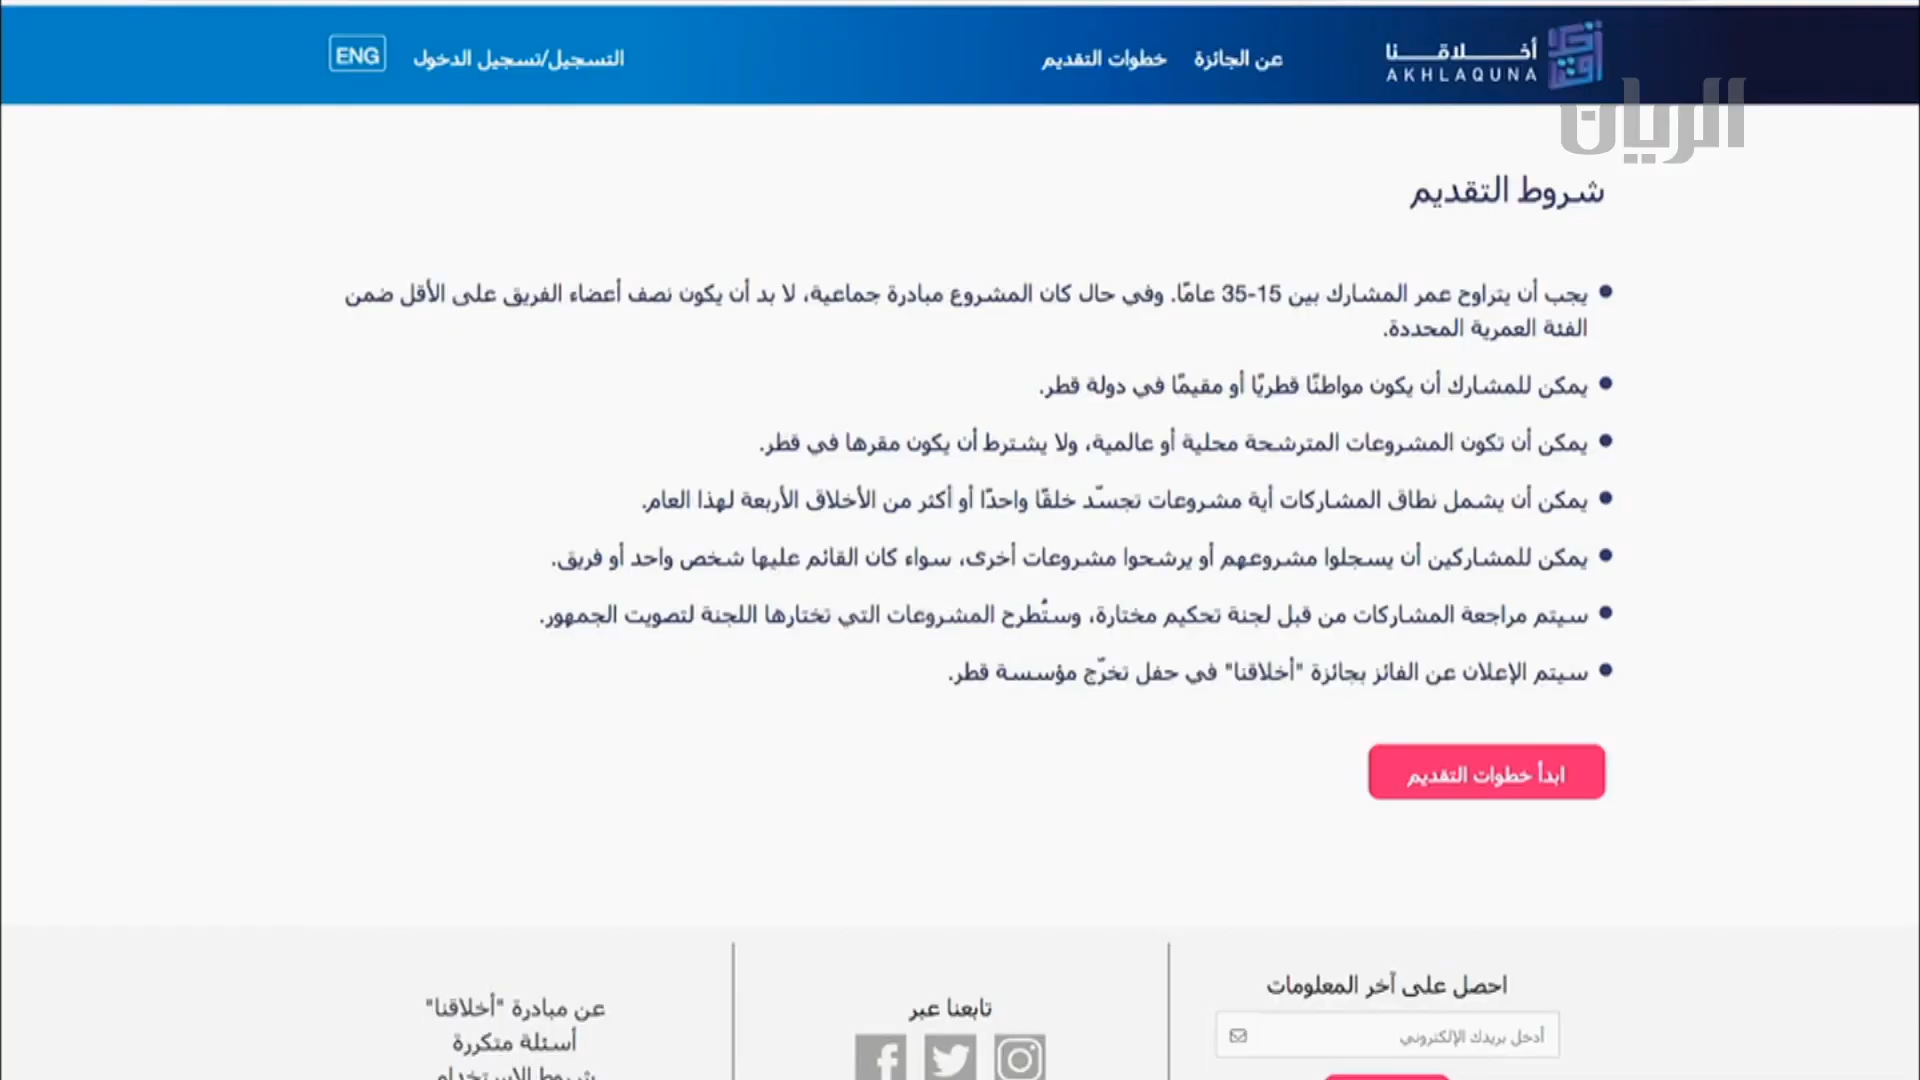 أخـــــلاقـــــنا
AKHLAQUNA
عن الجائزة
خطوات التقديم
التسجيل/تسجيل الدخول
ENG
الريان
شروط التقديم
يجب أن يتراوح عمر المشارك بين 15-35 عامًا. وفي حال كان المشروع مبادرة جماعية، لا بد أن يكون نصف أعضاء الفريق على الأقل ضمن
الفئة العمرية المحددة.
يمكن للمشارك أن يكون مواطنًا قطريًا أو مقيمًا في دولة قطر.
يمكن أن تكون المشروعات المترشحة محلية أو عالمية، ولا يشترط أن يكون مقرها في قطر.
يمكن أن يشمل نطاق المشاركات أية مشروعات تجسّد خلقًا واحدًا أو أكثر من الأخلاق الأربعة لهذا العام.
يمكن للمشاركين أن يسجلوا مشروعهم أو يرشحوا مشروعات أخرى، سواء كان القائم عليها شخص واحد أو فريق.
سيتم مراجعة المشاركات من قبل لجنة تحكيم مختارة، وستُطرح المشروعات التي تختارها اللجنة لتصويت الجمهور.
سيتم الإعلان عن الفائز بجائزة "أخلاقنا" في حفل تخرّج مؤسسة قطر.
ابدأ خطوات التقديم
احصل على آخر المعلومات
أدخل بريدك الإلكتروني
تابعنا عبر
عن مبادرة "أخلاقنا"
أسئلة متكررة
شروط الاستخدام